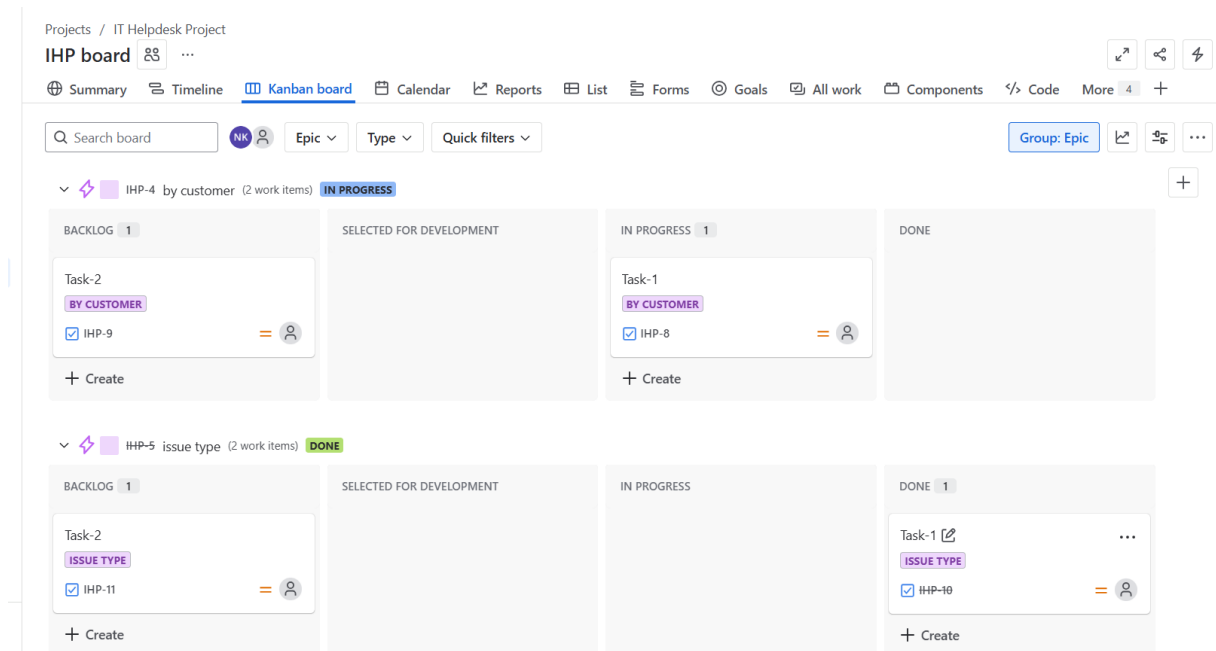 Projects / IT Helpdesk Project
IHP board ...
Summary Timeline Kanban board Calendar Reports List Forms Goals All work Components Code More 4
Search board NK Epic Type Quick filters Group: Epic
IHP-4 by customer (2 work items) IN PROGRESS
BACKLOG 1 SELECTED FOR DEVELOPMENT IN PROGRESS 1 DONE
Task-2 Task-1
BY CUSTOMER BY CUSTOMER
IHP-9 IHP-8
Create Create
IHP-5 issue type (2 work items) DONE
BACKLOG 1 SELECTED FOR DEVELOPMENT IN PROGRESS DONE 1
Task-2 Task-1
ISSUE TYPE ISSUE TYPE
IHP-11 IHP-10
Create Create